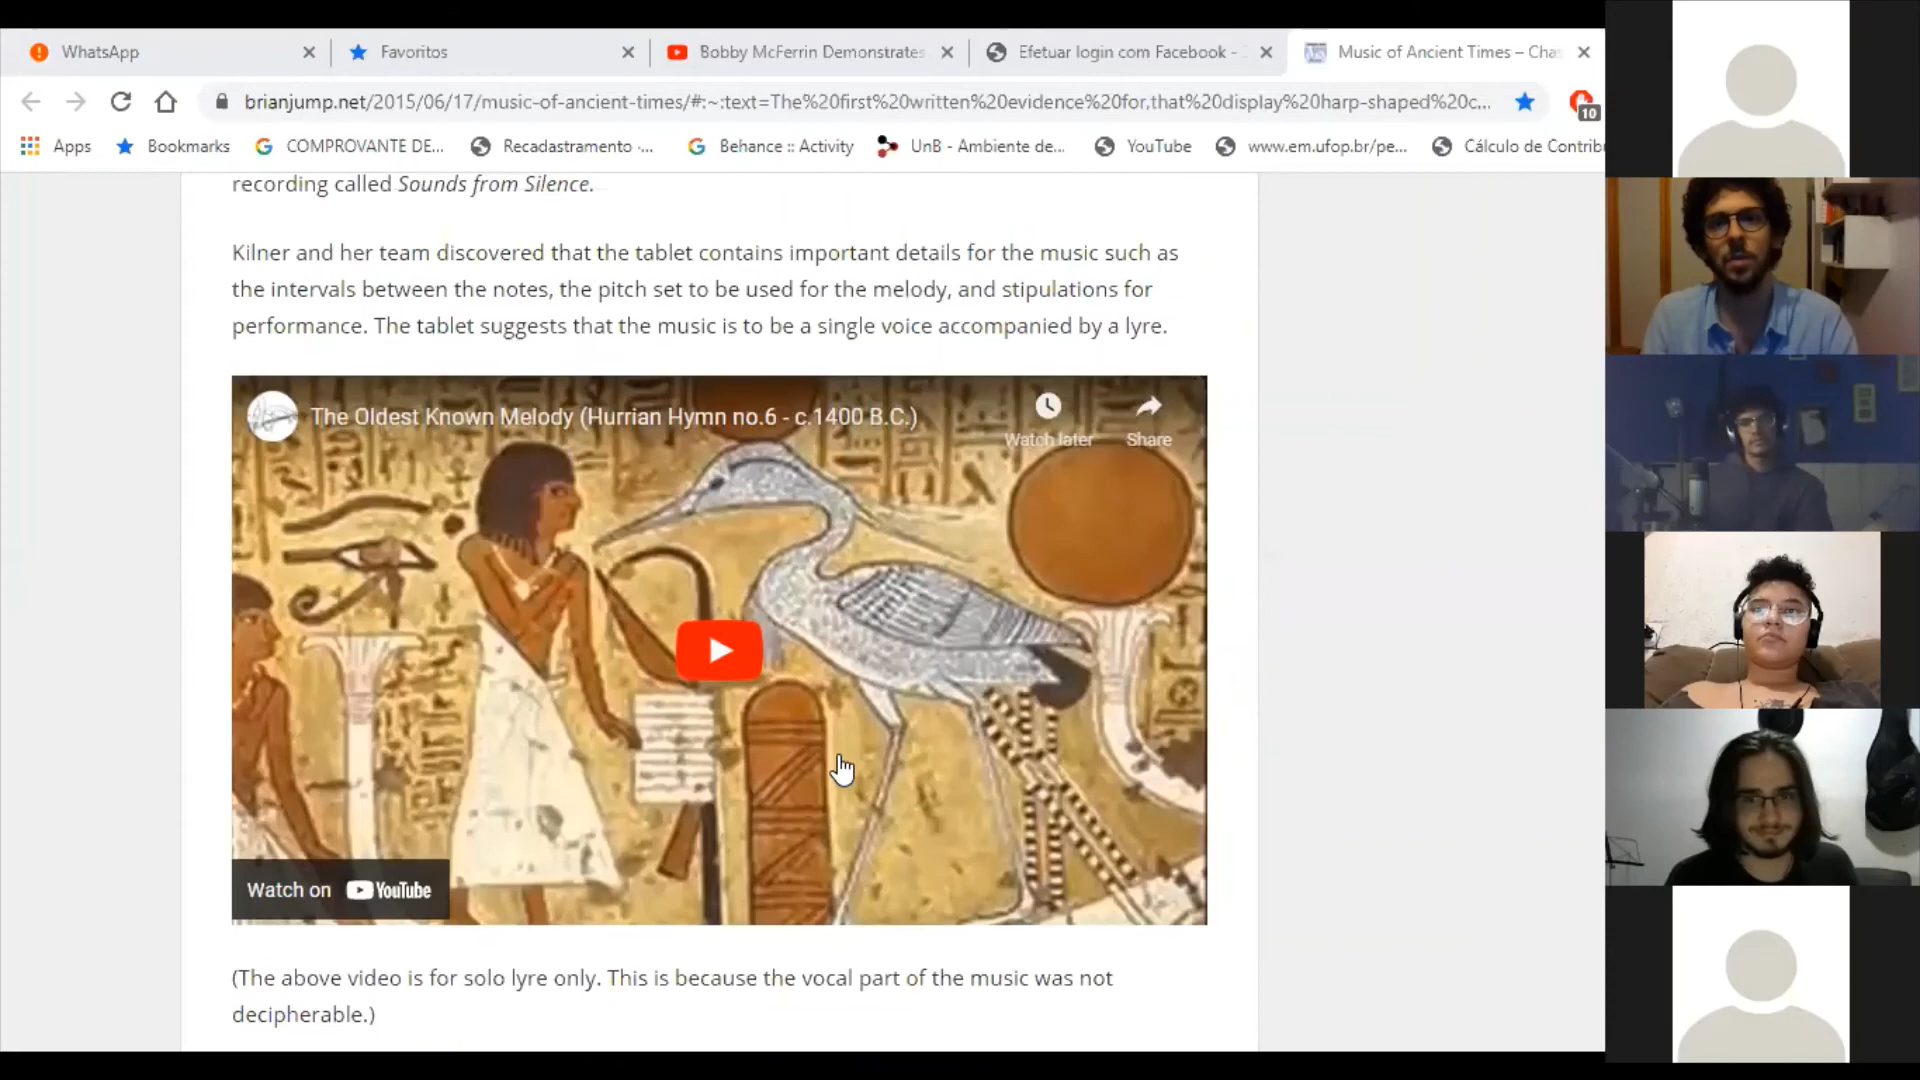 WhatsApp
Favoritos
Bobby McFerrin Demonstrates
Efetuar login com Facebook -
Music of Ancient Times – Chas
brianjump.net/2015/06/17/music-of-ancient-times/#:~:text=The%20first%20written%20evidence%20for,that%20display%20harp-shaped%20c...
10
Apps
Bookmarks
COMPROVANTE DE...
Recadastramento -...
Behance :: Activity
UnB - Ambiente de...
YouTube
www.em.ufop.br/pe...
Cálculo de Contrib
recording called Sounds from Silence.
Kilner and her team discovered that the tablet contains important details for the music such as
the intervals between the notes, the pitch set to be used for the melody, and stipulations for
performance. The tablet suggests that the music is to be a single voice accompanied by a lyre.
The Oldest Known Melody (Hurrian Hymn no.6 - c.1400 B.C.)
Watch later
Share
Watch on YouTube
(The above video is for solo lyre only. This is because the vocal part of the music was not
decipherable.)